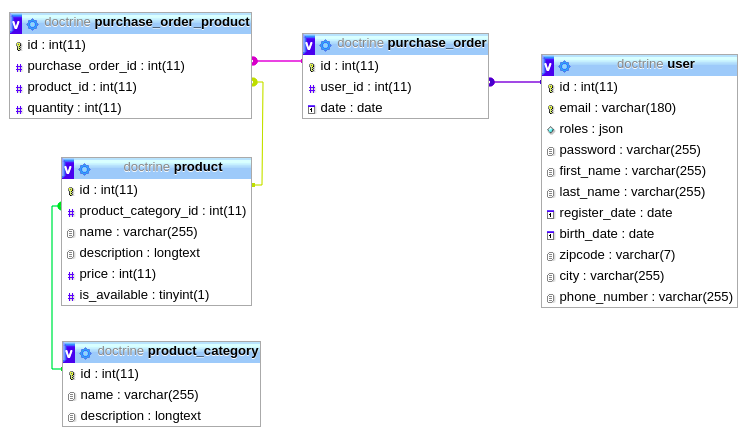 v doctrine purchase_order_product
id : int(11)
purchase_order_id : int(11)
product_id : int(11)
quantity : int(11)
v doctrine purchase_order
id : int(11)
user_id : int(11)
date : date
v doctrine user
id : int(11)
email : varchar(180)
roles : json
password : varchar(255)
first_name : varchar(255)
last_name : varchar(255)
register_date : date
birth_date : date
zipcode : varchar(7)
city : varchar(255)
phone_number : varchar(255)
v doctrine product
id : int(11)
product_category_id : int(11)
name : varchar(255)
description : longtext
price : int(11)
is_available : tinyint(1)
v doctrine product_category
id : int(11)
name : varchar(255)
description : longtext